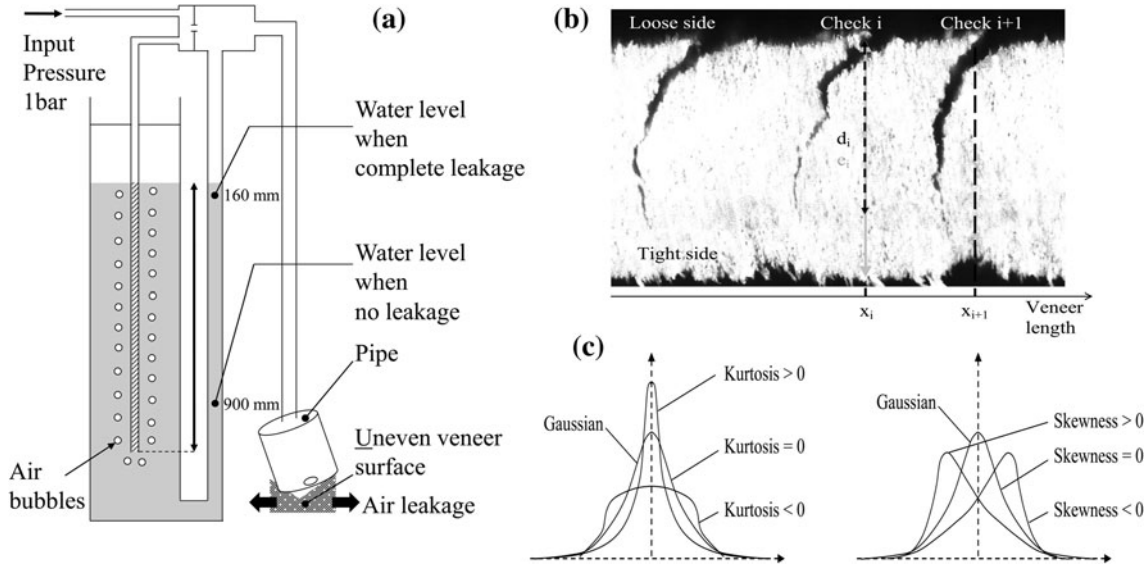 (a)
Input
Pressure
1bar
Water level
when
complete leakage
160 mm
Water level
when
no leakage
Pipe
900 mm
Uneven veneer
surface
Air
bubbles
Air leakage
(b)
Loose side
Check i
Check i+1
di
ei
Tight side
xi
xi+1
Veneer
length
(c)
Kurtosis > 0
Gaussian
Kurtosis = 0
Kurtosis < 0
Gaussian
Skewness > 0
Skewness = 0
Skewness < 0